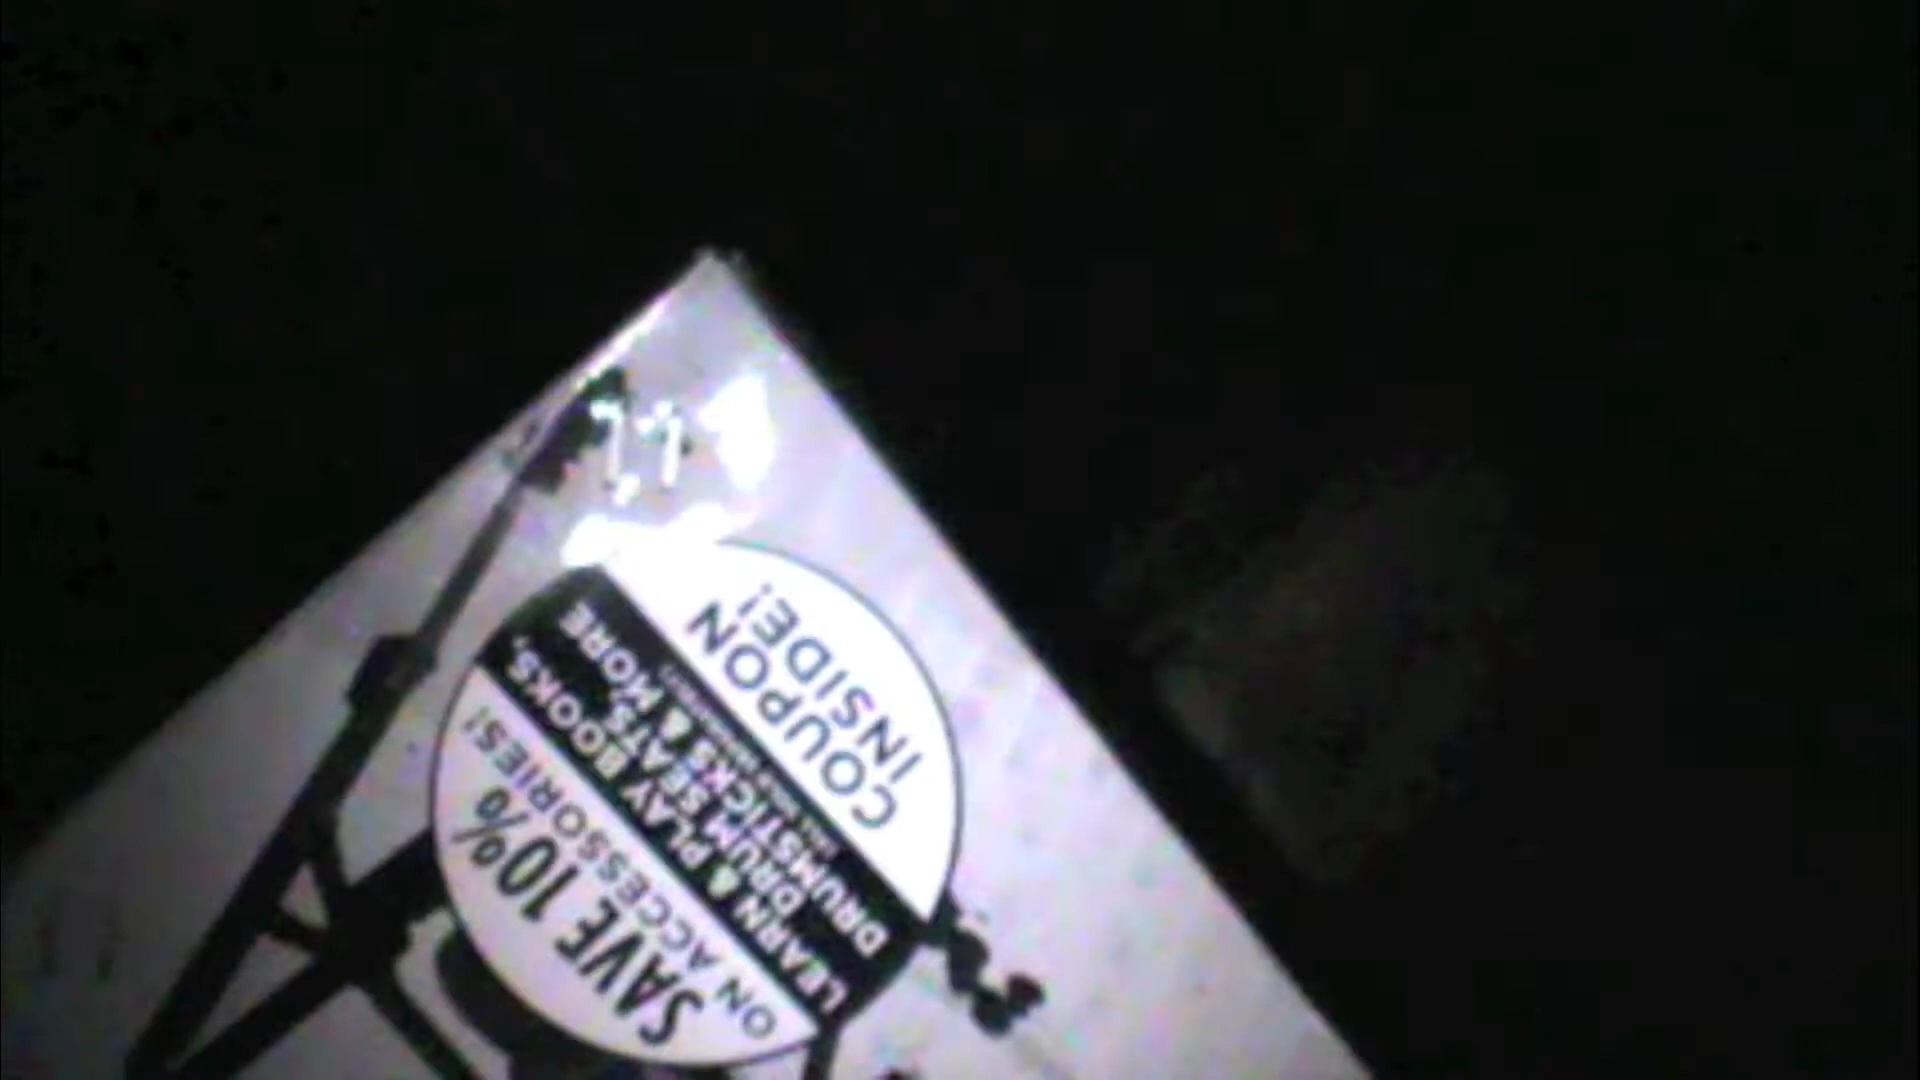 SAVE 10%
ON ACCESSORIES!
LEARN & PLAY BOOKS,
DRUM SEATS,
DRUMSTICKS & MORE
COUPON
INSIDE!